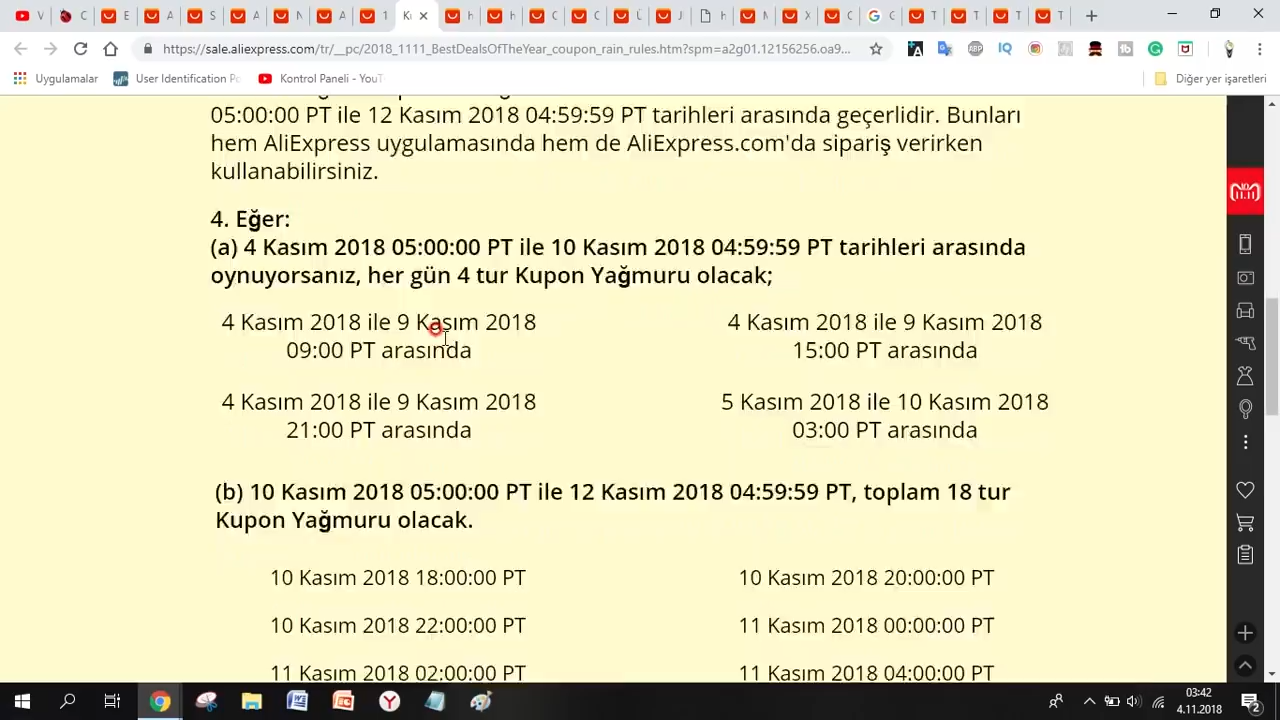 https://sale.aliexpress.com/tr/__pc/2018_1111_BestDealsOfTheYear_coupon_rain_rules.htm?spm=a2g01.12156256.oa9...
Uygulamalar
User Identification Po
Kontrol Paneli - YouT
Diğer yer işaretleri
05:00:00 PT ile 12 Kasım 2018 04:59:59 PT tarihleri arasında geçerlidir. Bunları
hem AliExpress uygulamasında hem de AliExpress.com'da sipariş verirken
kullanabilirsiniz.
4. Eğer:
(a) 4 Kasım 2018 05:00:00 PT ile 10 Kasım 2018 04:59:59 PT tarihleri arasında
oynuyorsanız, her gün 4 tur Kupon Yağmuru olacak;
4 Kasım 2018 ile 9 Kasım 2018
09:00 PT arasında
4 Kasım 2018 ile 9 Kasım 2018
15:00 PT arasında
4 Kasım 2018 ile 9 Kasım 2018
21:00 PT arasında
5 Kasım 2018 ile 10 Kasım 2018
03:00 PT arasında
(b) 10 Kasım 2018 05:00:00 PT ile 12 Kasım 2018 04:59:59 PT, toplam 18 tur
Kupon Yağmuru olacak.
10 Kasım 2018 18:00:00 PT
10 Kasım 2018 20:00:00 PT
10 Kasım 2018 22:00:00 PT
11 Kasım 2018 00:00:00 PT
11 Kasım 2018 02:00:00 PT
11 Kasım 2018 04:00:00 PT
11.11
03:42
4.11.2018